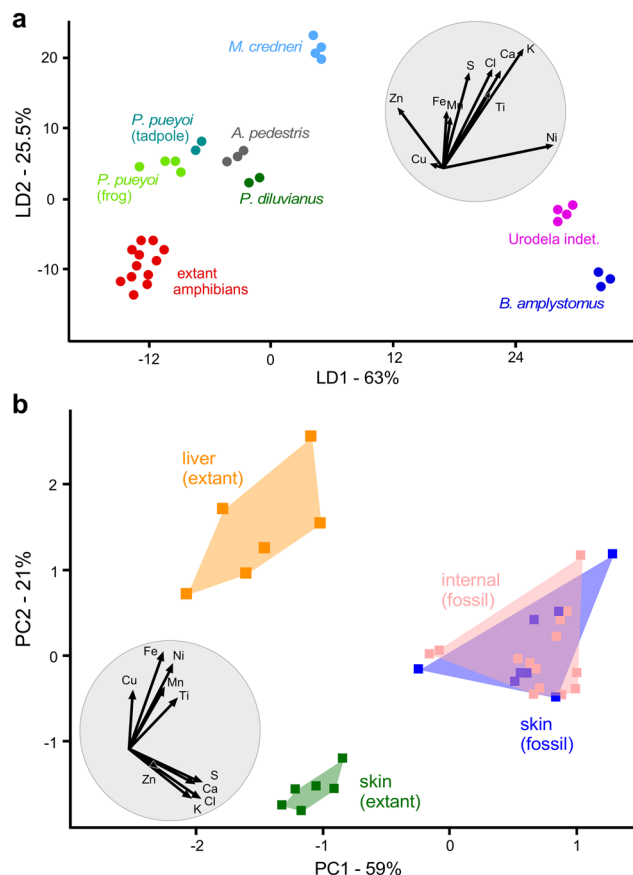 a
M. credneri
20
P. pueyoi
(tadpole)
A. pedestris
10
P. pueyoi
(frog)
P. diluvianus
0
LD2 - 25.5%
extant
amphibians
-10
Urodela indet.
B. amplystomus
S
Cl
Ca
K
Zn
Fe
Mn
Ti
Ni
Cu
-12
0
12
24
LD1 - 63%
b
liver
(extant)
2
1
internal
(fossil)
PC2 - 21%
0
Fe
Ni
Cu
Mn
Ti
Zn
S
Ca
Cl
K
skin
(fossil)
-1
skin
(extant)
-2
-1
0
1
PC1 - 59%